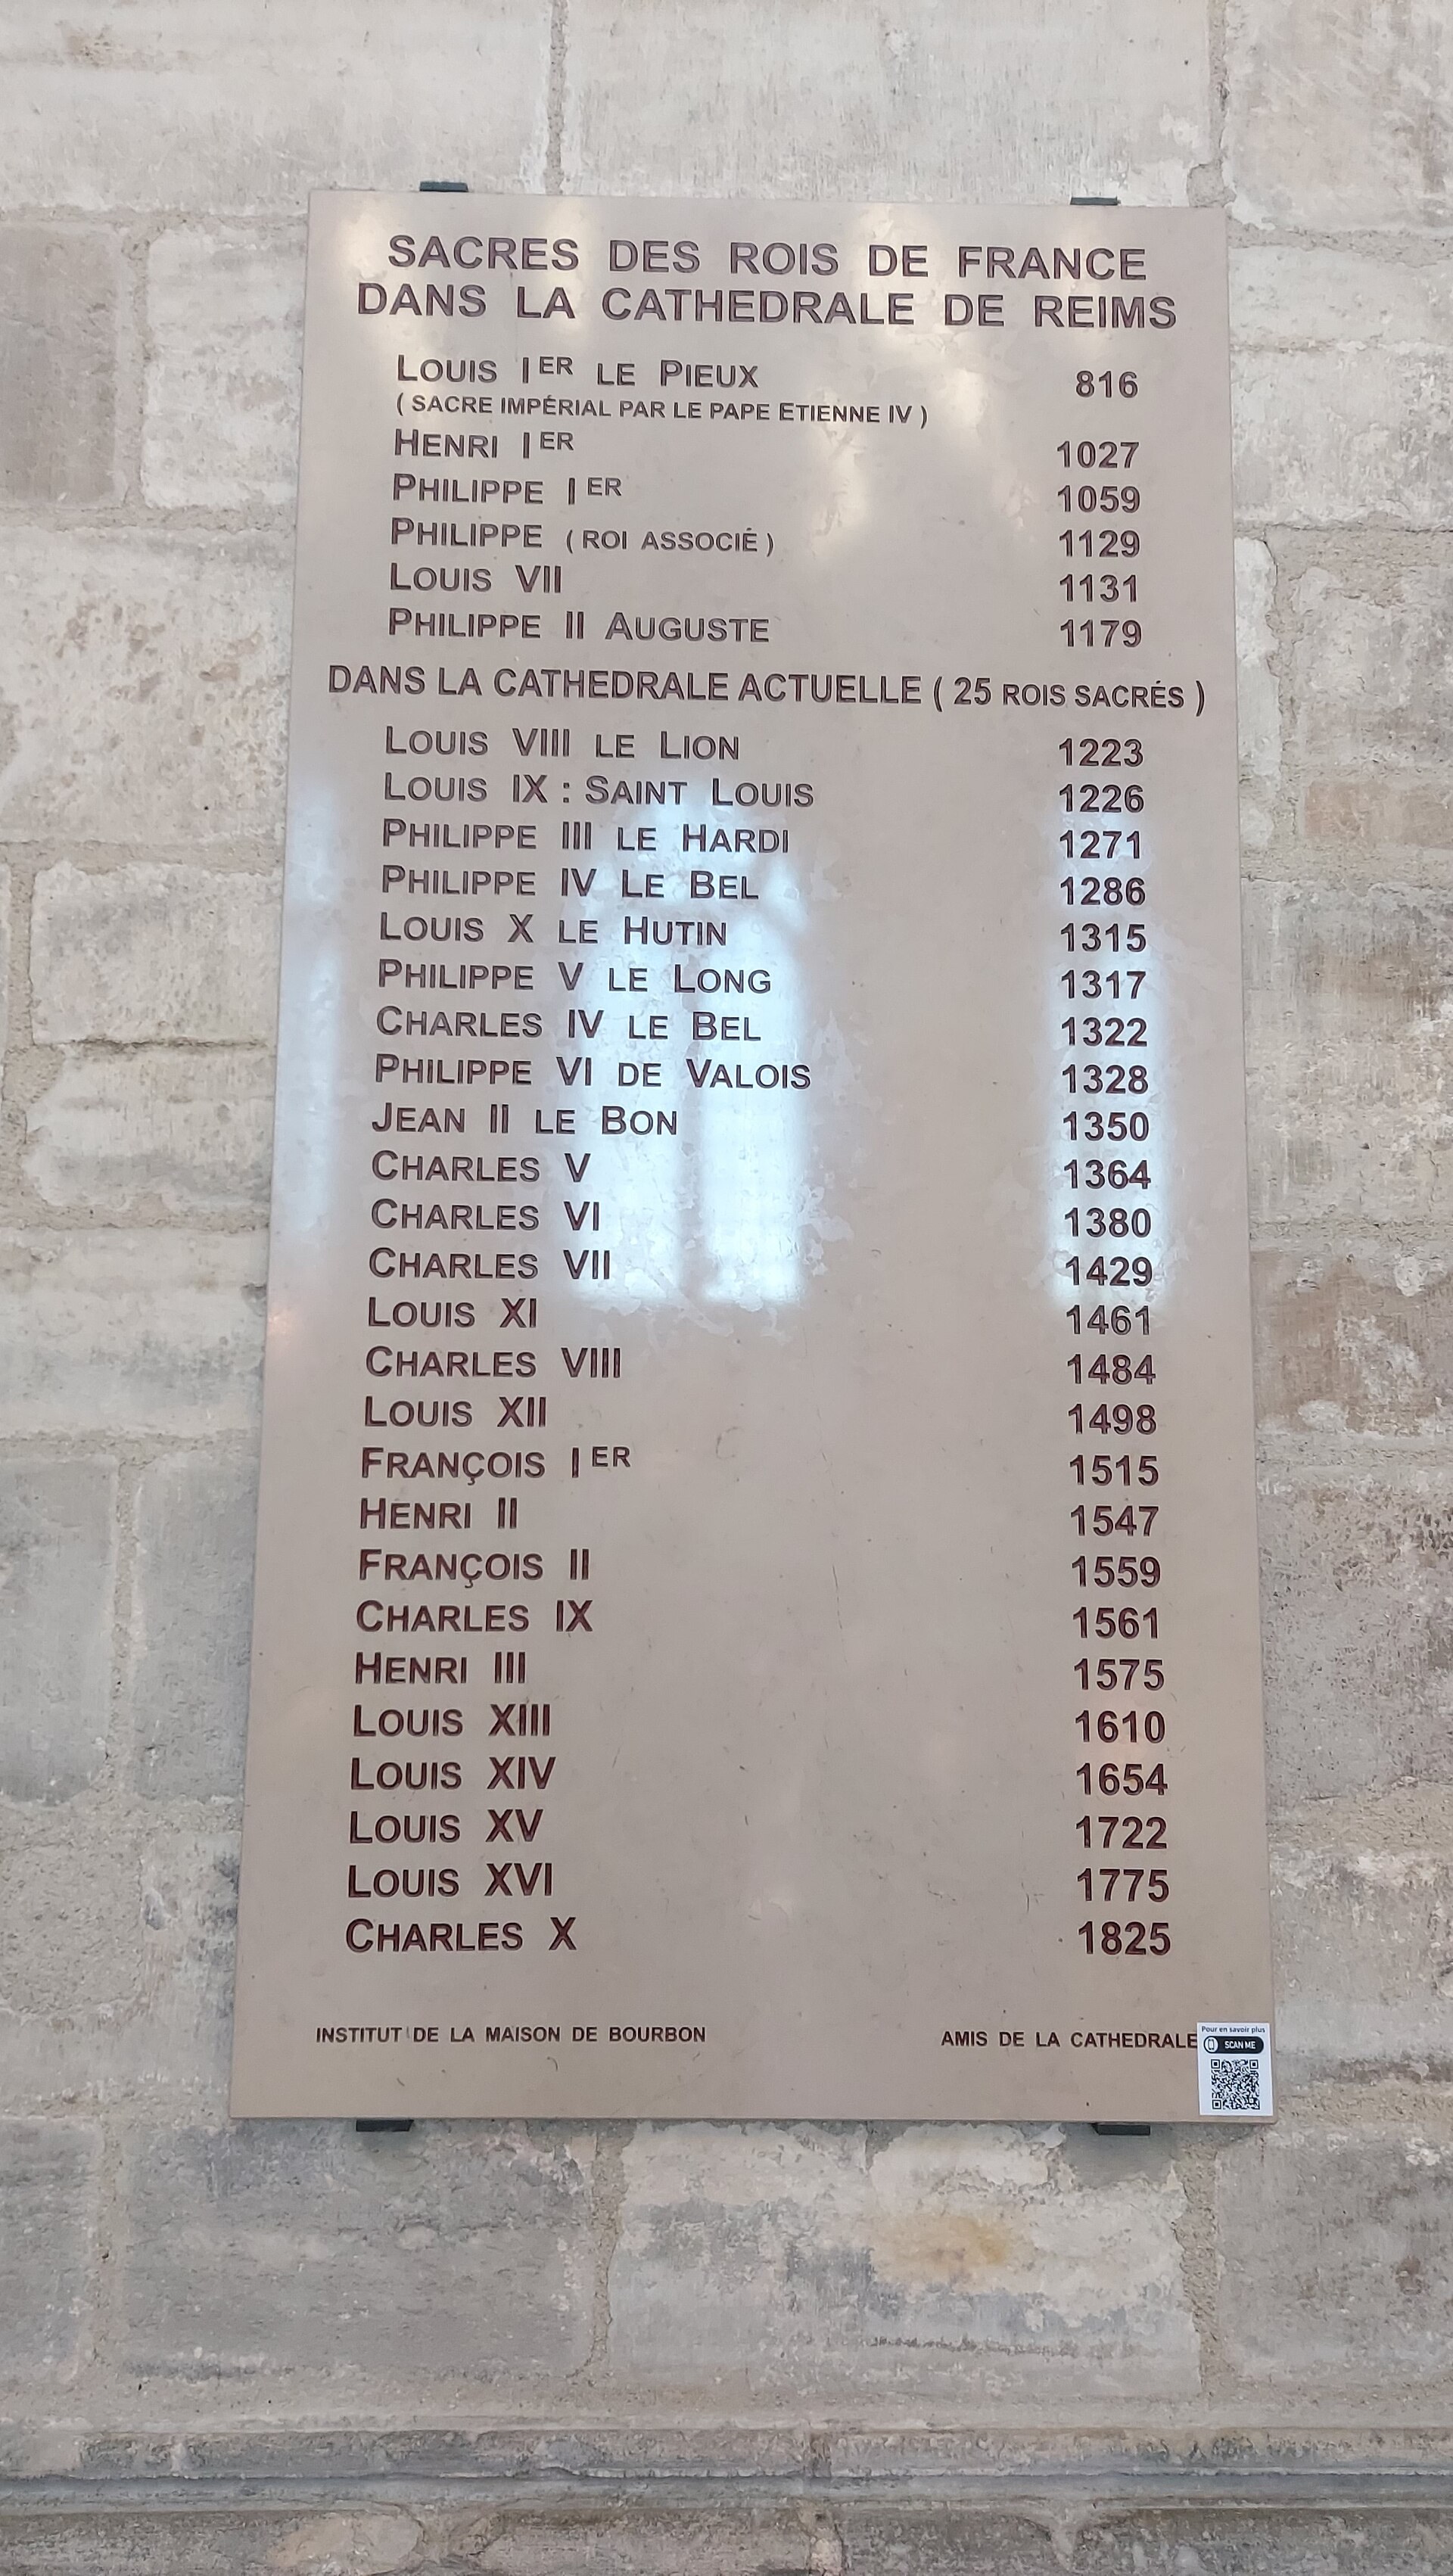 SACRES DES ROIS DE FRANCE
DANS LA CATHEDRALE DE REIMS
LOUIS IER LE PIEUX 816
( SACRE IMPÉRIAL PAR LE PAPE ETIENNE IV )
HENRI IER 1027
PHILIPPE IER 1059
PHILIPPE ( ROI ASSOCIÉ ) 1129
LOUIS VII 1131
PHILIPPE II AUGUSTE 1179
DANS LA CATHEDRALE ACTUELLE ( 25 ROIS SACRÉS )
LOUIS VIII LE LION 1223
LOUIS IX : SAINT LOUIS 1226
PHILIPPE III LE HARDI 1271
PHILIPPE IV LE BEL 1286
LOUIS X LE HUTIN 1315
PHILIPPE V LE LONG 1317
CHARLES IV LE BEL 1322
PHILIPPE VI DE VALOIS 1328
JEAN II LE BON 1350
CHARLES V 1364
CHARLES VI 1380
CHARLES VII 1429
LOUIS XI 1461
CHARLES VIII 1484
LOUIS XII 1498
FRANÇOIS IER 1515
HENRI II 1547
FRANÇOIS II 1559
CHARLES IX 1561
HENRI III 1575
LOUIS XIII 1610
LOUIS XIV 1654
LOUIS XV 1722
LOUIS XVI 1775
CHARLES X 1825
INSTITUT DE LA MAISON DE BOURBON AMIS DE LA CATHEDRALE
Pour en savoir plus
SCAN ME